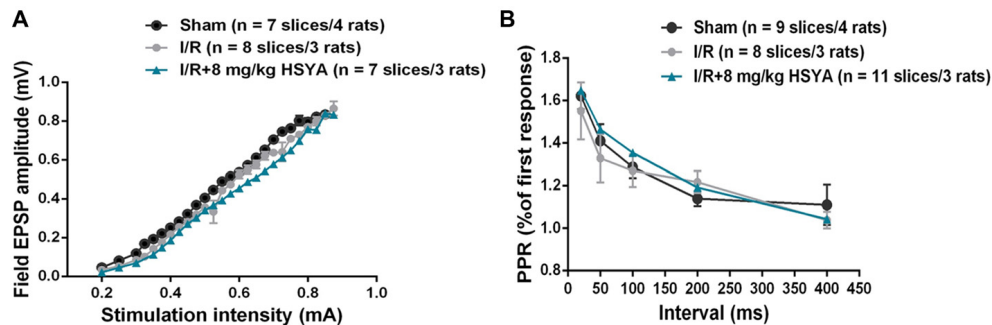 A
Sham (n = 7 slices/4 rats)
I/R (n = 8 slices/3 rats)
I/R+8 mg/kg HSYA (n = 7 slices/3 rats)
Field EPSP amplitude (mV)
1.0
0.8
0.6
0.4
0.2
0.0
0.2 0.4 0.6 0.8 1.0
Stimulation intensity (mA)
B
Sham (n = 9 slices/4 rats)
I/R (n = 8 slices/3 rats)
I/R+8 mg/kg HSYA (n = 11 slices/3 rats)
PPR (%of first response)
1.8
1.6
1.4
1.2
1.0
0.8
0 50 100 150 200 250 300 350 400 450
Interval (ms)